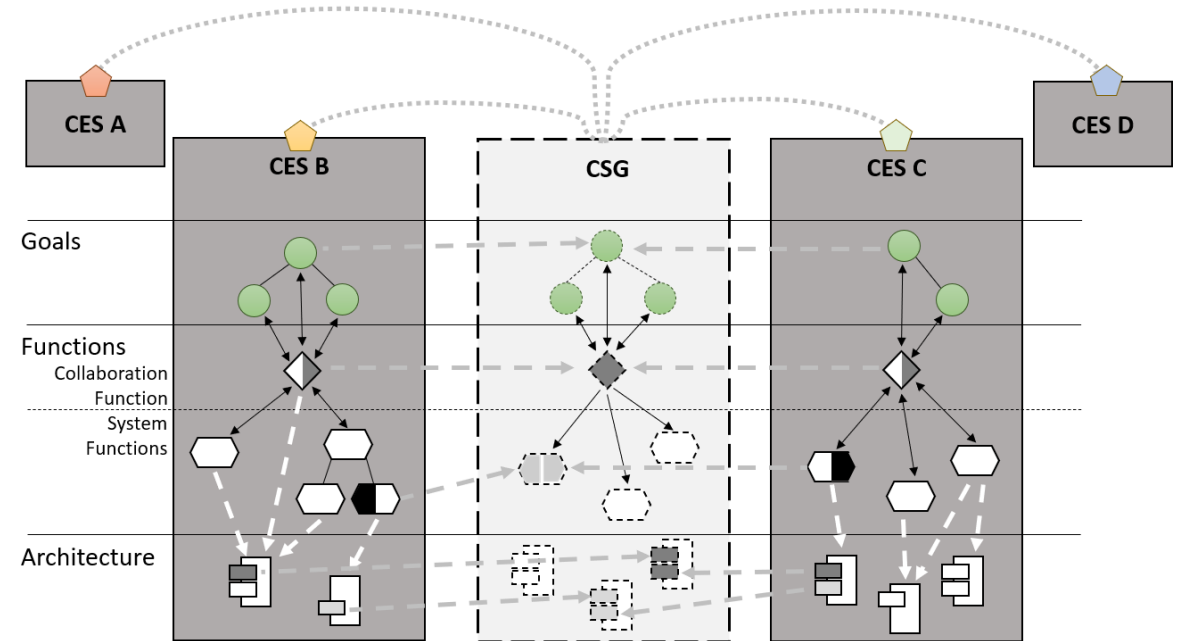 CES A
CES D
CES B
CSG
CES C
Goals
Functions
Collaboration
Function
System
Functions
Architecture